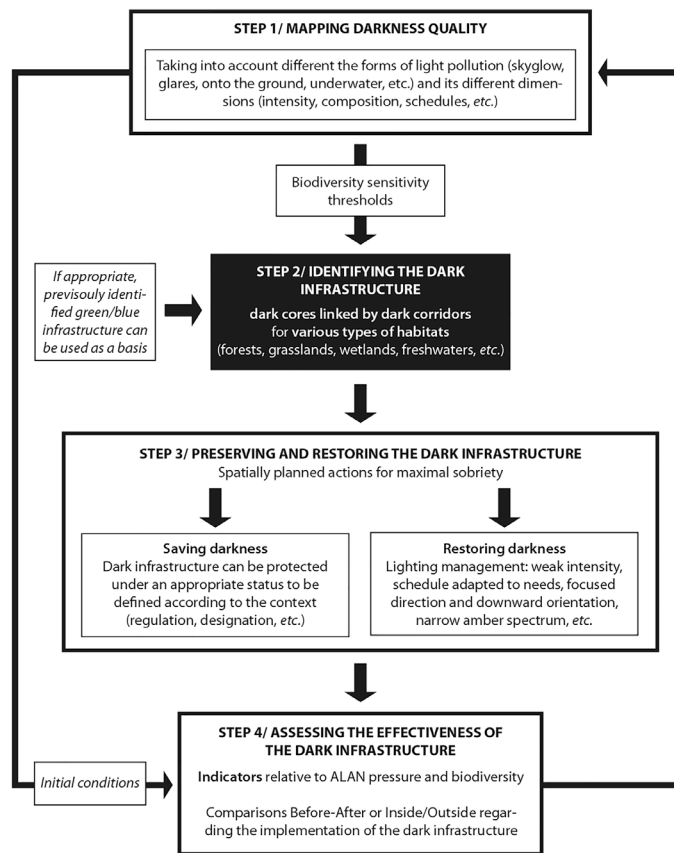 STEP 1/ MAPPING DARKNESS QUALITY
Taking into account different the forms of light pollution (skyglow,
glares, onto the ground, underwater, etc.) and its different dimen-
sions (intensity, composition, schedules, etc.)
Biodiversity sensitivity
thresholds
If appropriate,
previsouly identi-
fied green/blue
infrastructure can
be used as a basis
STEP 2/ IDENTIFYING THE DARK
INFRASTRUCTURE
dark cores linked by dark corridors
for various types of habitats
(forests, grasslands, wetlands, freshwaters, etc.)
STEP 3/ PRESERVING AND RESTORING THE DARK INFRASTRUCTURE
Spatially planned actions for maximal sobriety
Saving darkness
Dark infrastructure can be protected
under an appropriate status to be
defined according to the context
(regulation, designation, etc.)
Restoring darkness
Lighting management: weak intensity,
schedule adapted to needs, focused
direction and downward orientation,
narrow amber spectrum, etc.
STEP 4/ ASSESSING THE EFFECTIVENESS OF
THE DARK INFRASTRUCTURE
Indicators relative to ALAN pressure and biodiversity
Comparisons Before-After or Inside/Outside regar-
ding the implementation of the dark infrastructure
Initial conditions